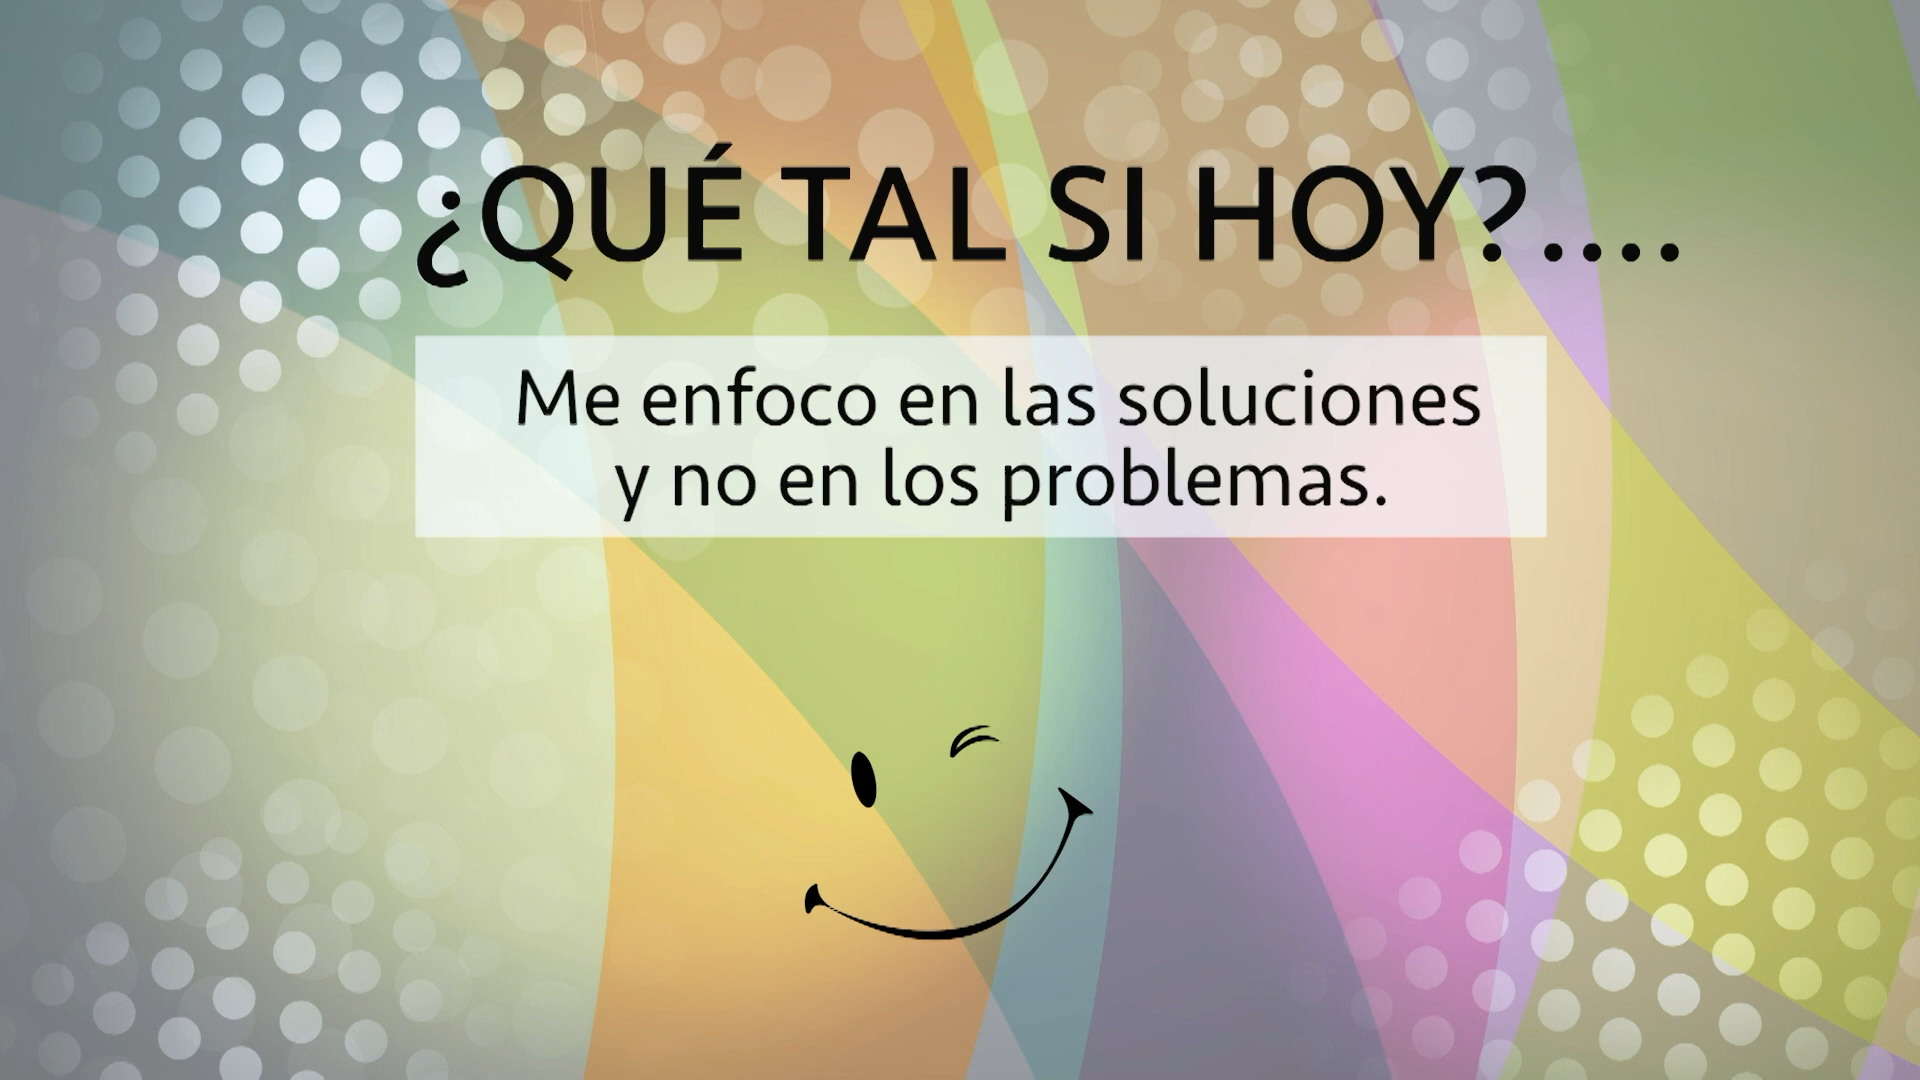 ¿QUÉ TAL SI HOY?....
Me enfoco en las soluciones
y no en los problemas.